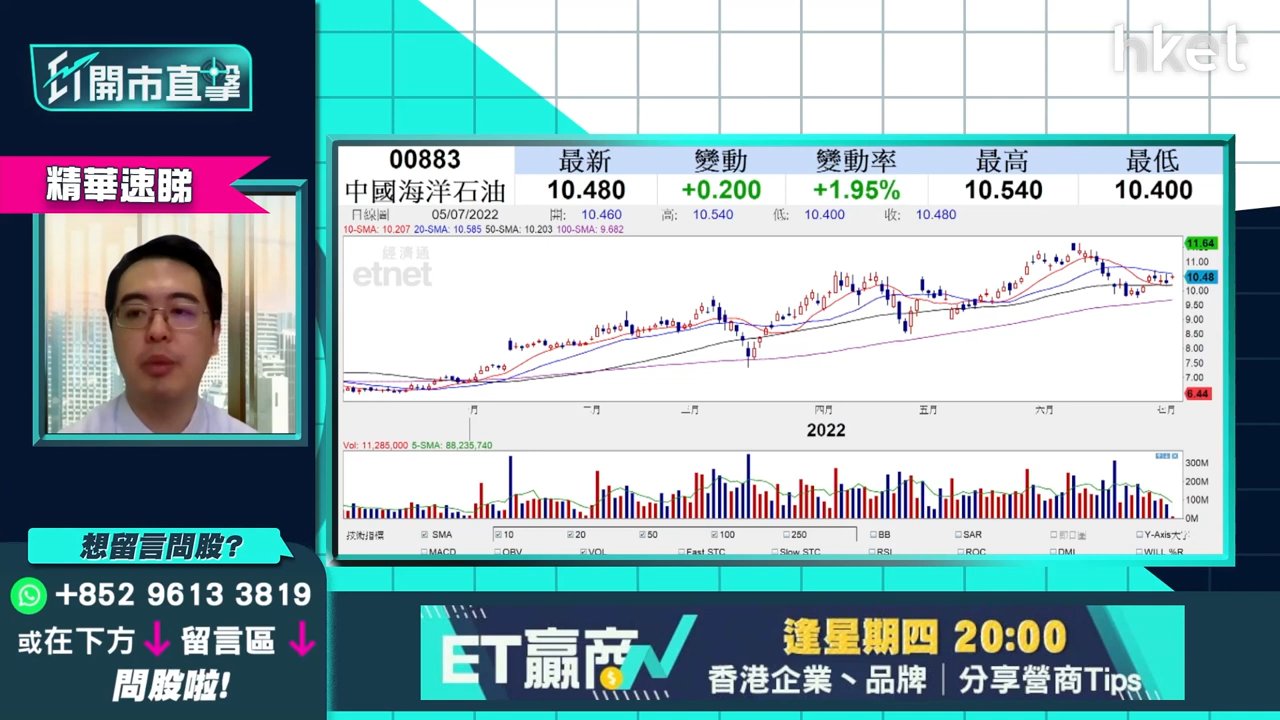 hket
ET開市直擊
精華速睇
00883
中國海洋石油
最新 變動 變動率 最高 最低
10.480 +0.200 +1.95% 10.540 10.400
日線圖 05/07/2022 開: 10.460 高: 10.540 低: 10.400 收: 10.480
10-SMA: 10.207 20-SMA: 10.585 50-SMA: 10.203 100-SMA: 9.682
經濟通
etnet
11.64
11.00
10.48
10.00
9.50
9.00
8.50
8.00
7.50
7.00
6.44
二月 三月 四月 五月 六月 七月
2022
Vol: 11,285,000 5-SMA: 88,235,740
300M
200M
100M
0M
技術指標 SMA 10 20 50 100 250 BB SAR Y-Axis
MACD OBV VOL Fast STC Slow STC RSI ROC DMI WILL %R
想留言問股?
+852 9613 3819
或在下方↓留言區↓
問股啦!
ET贏商
逢星期四 20:00
香港企業、品牌|分享營商Tips